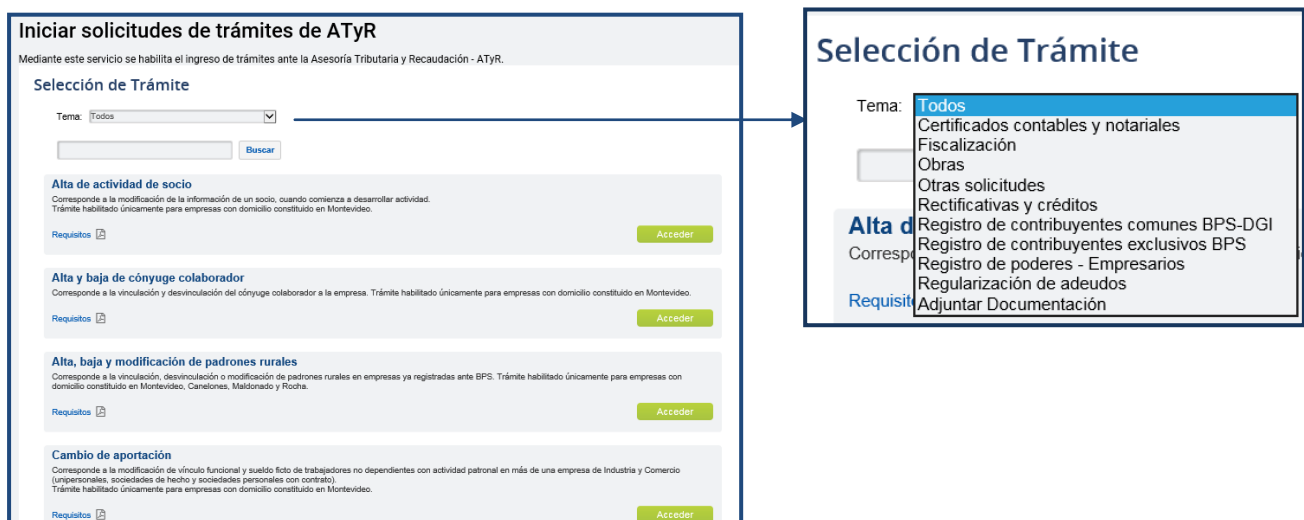 Iniciar solicitudes de trámites de ATyR
Mediante este servicio se habilita el ingreso de trámites ante la Asesoría Tributaria y Recaudación - ATyR.
Selección de Trámite
Tema: Todos
Buscar
Alta de actividad de socio
Corresponde a la modificación de la información de un socio, cuando comienza a desarrollar actividad.
Trámite habilitado únicamente para empresas con domicilio constituido en Montevideo.
Requisitos
Acceder
Alta y baja de cónyuge colaborador
Corresponde a la vinculación y desvinculación del cónyuge colaborador a la empresa. Trámite habilitado únicamente para empresas con domicilio constituido en Montevideo.
Requisitos
Acceder
Alta, baja y modificación de padrones rurales
Corresponde a la vinculación, desvinculación o modificación de padrones rurales en empresas ya registradas ante BPS. Trámite habilitado únicamente para empresas con
domicilio constituido en Montevideo, Canelones, Maldonado y Rocha.
Requisitos
Acceder
Cambio de aportación
Corresponde a la modificación de vínculo funcional y sueldo ficto de trabajadores no dependientes con actividad patronal en más de una empresa de Industria y Comercio
(unipersonales, sociedades de hecho y sociedades personales con contrato).
Trámite habilitado únicamente para empresas con domicilio constituido en Montevideo.
Requisitos
Acceder
Selección de Trámite
Tema: Todos
Certificados contables y notariales
Fiscalización
Obras
Otras solicitudes
Rectificativas y créditos
Registro de contribuyentes comunes BPS-DGI
Registro de contribuyentes exclusivos BPS
Registro de poderes - Empresarios
Regularización de adeudos
Adjuntar Documentación
Alta d
Corresp
Requisit